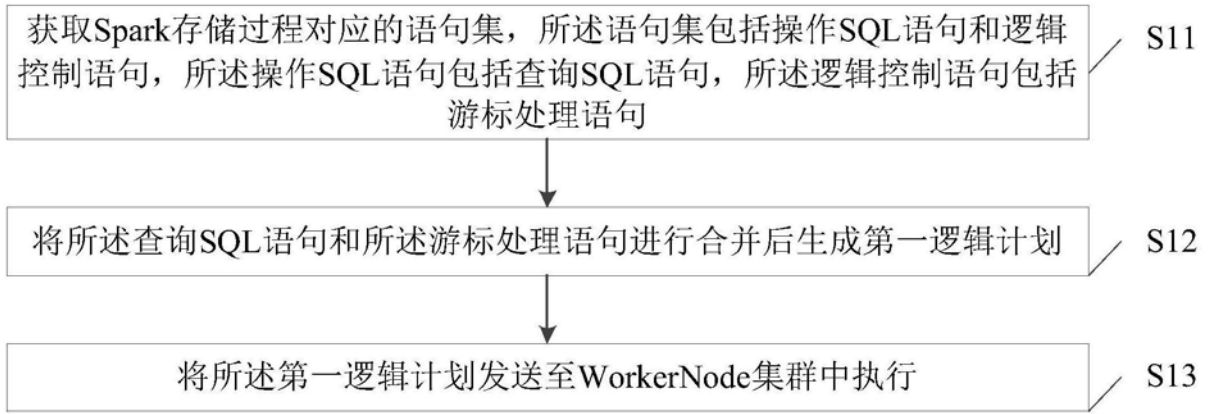 获取Spark存储过程对应的语句集，所述语句集包括操作SQL语句和逻辑
控制语句，所述操作SQL语句包括查询SQL语句，所述逻辑控制语句包括
游标处理语句
S11
将所述查询SQL语句和所述游标处理语句进行合并后生成第一逻辑计划
S12
将所述第一逻辑计划发送至WorkerNode集群中执行
S13